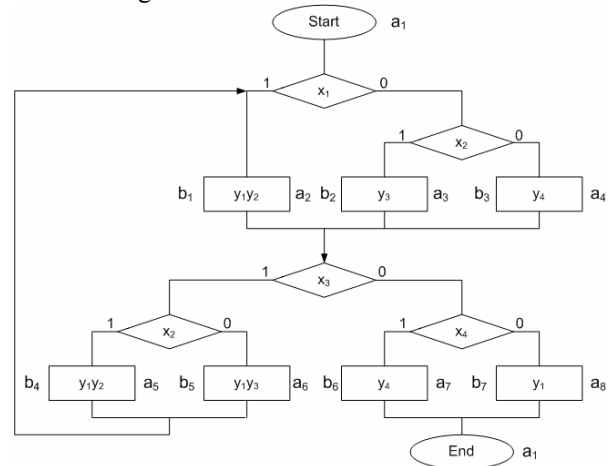 Start a₁
1 x₁ 0
1 x₂ 0
b₁ y₁y₂ a₂ b₂ y₃ a₃ b₃ y₄ a₄
1 x₃ 0
1 x₂ 0 1 x₄ 0
b₄ y₁y₂ a₅ b₅ y₁y₃ a₆ b₆ y₄ a₇ b₇ y₁ a₈
End a₁